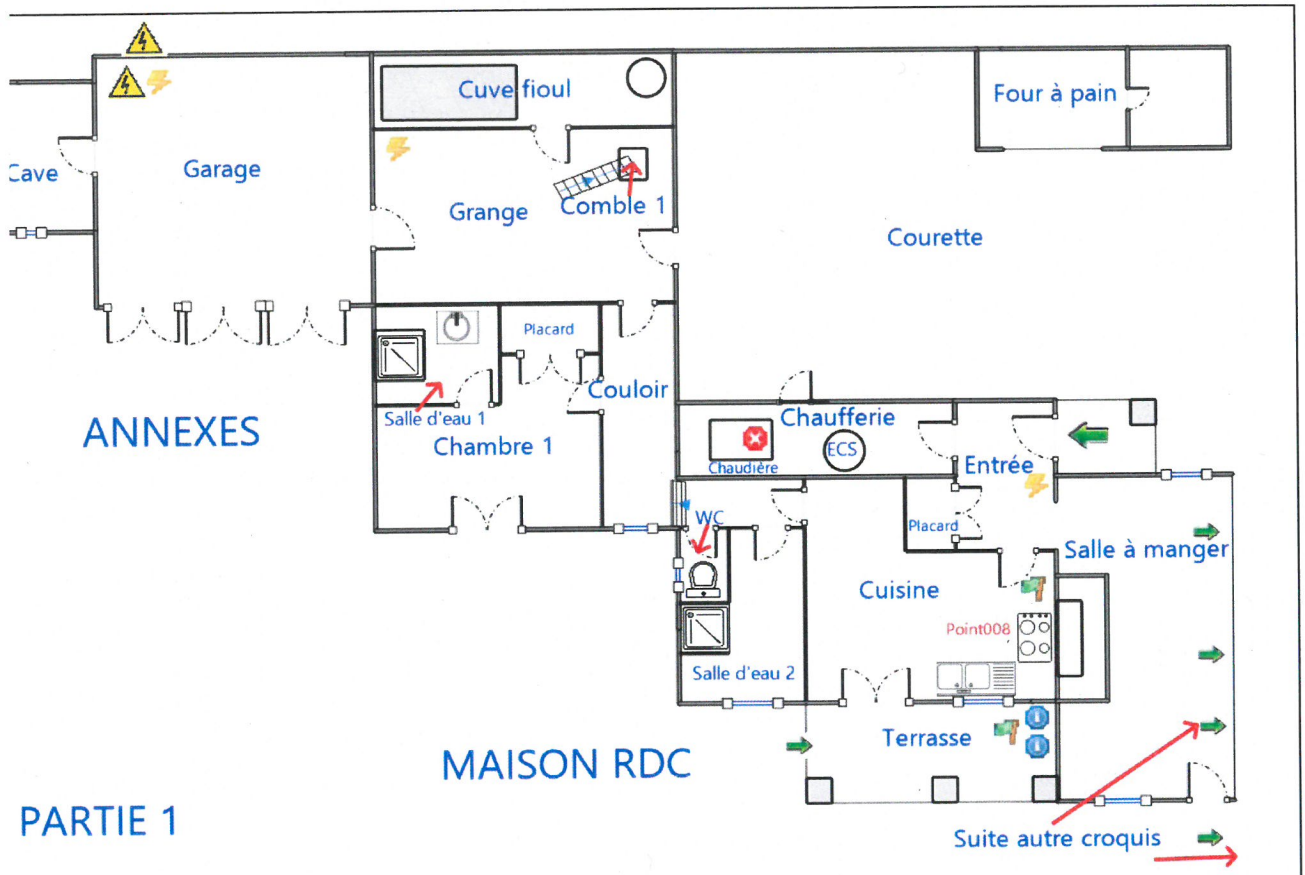 Cuve fioul
Four à pain
Cave
Garage
Grange
Comble 1
Courette
Placard
Couloir
Salle d'eau 1
Chambre 1
ANNEXES
Chaufferie
Chaudière
ECS
Entrée
WC
Placard
Salle à manger
Cuisine
Point008
Salle d'eau 2
Terrasse
MAISON RDC
PARTIE 1
Suite autre croquis